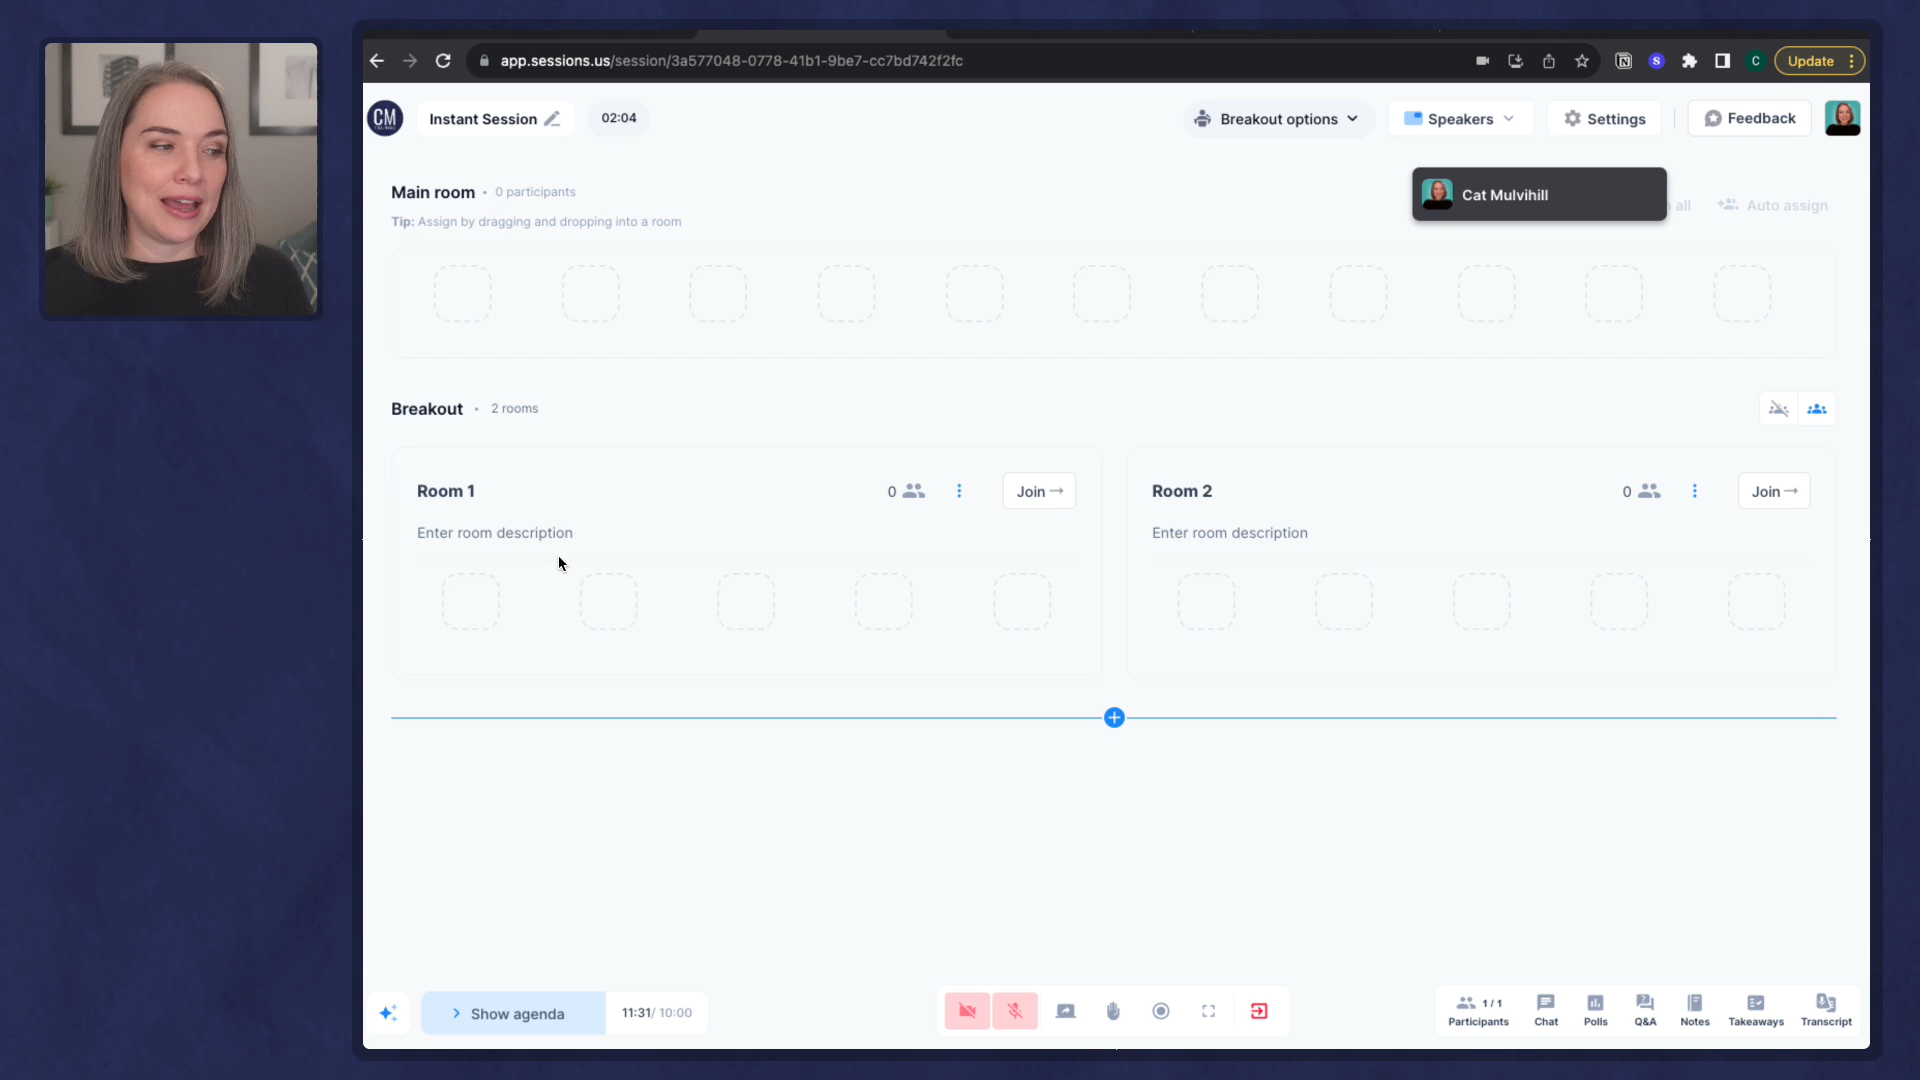 app.sessions.us/session/3a577048-0778-41b1-9be7-cc7bd742f2fc
C
Update
CM
Instant Session
02:04
Breakout options
Speakers
Settings
Feedback
Main room • 0 participants
Cat Mulvihill
all
Auto assign
Tip: Assign by dragging and dropping into a room
Breakout • 2 rooms
Room 1
0
Join →
Room 2
0
Join →
Enter room description
Enter room description
Show agenda
11:31/ 10:00
1 / 1
Participants
Chat
Polls
Q&A
Notes
Takeaways
Transcript